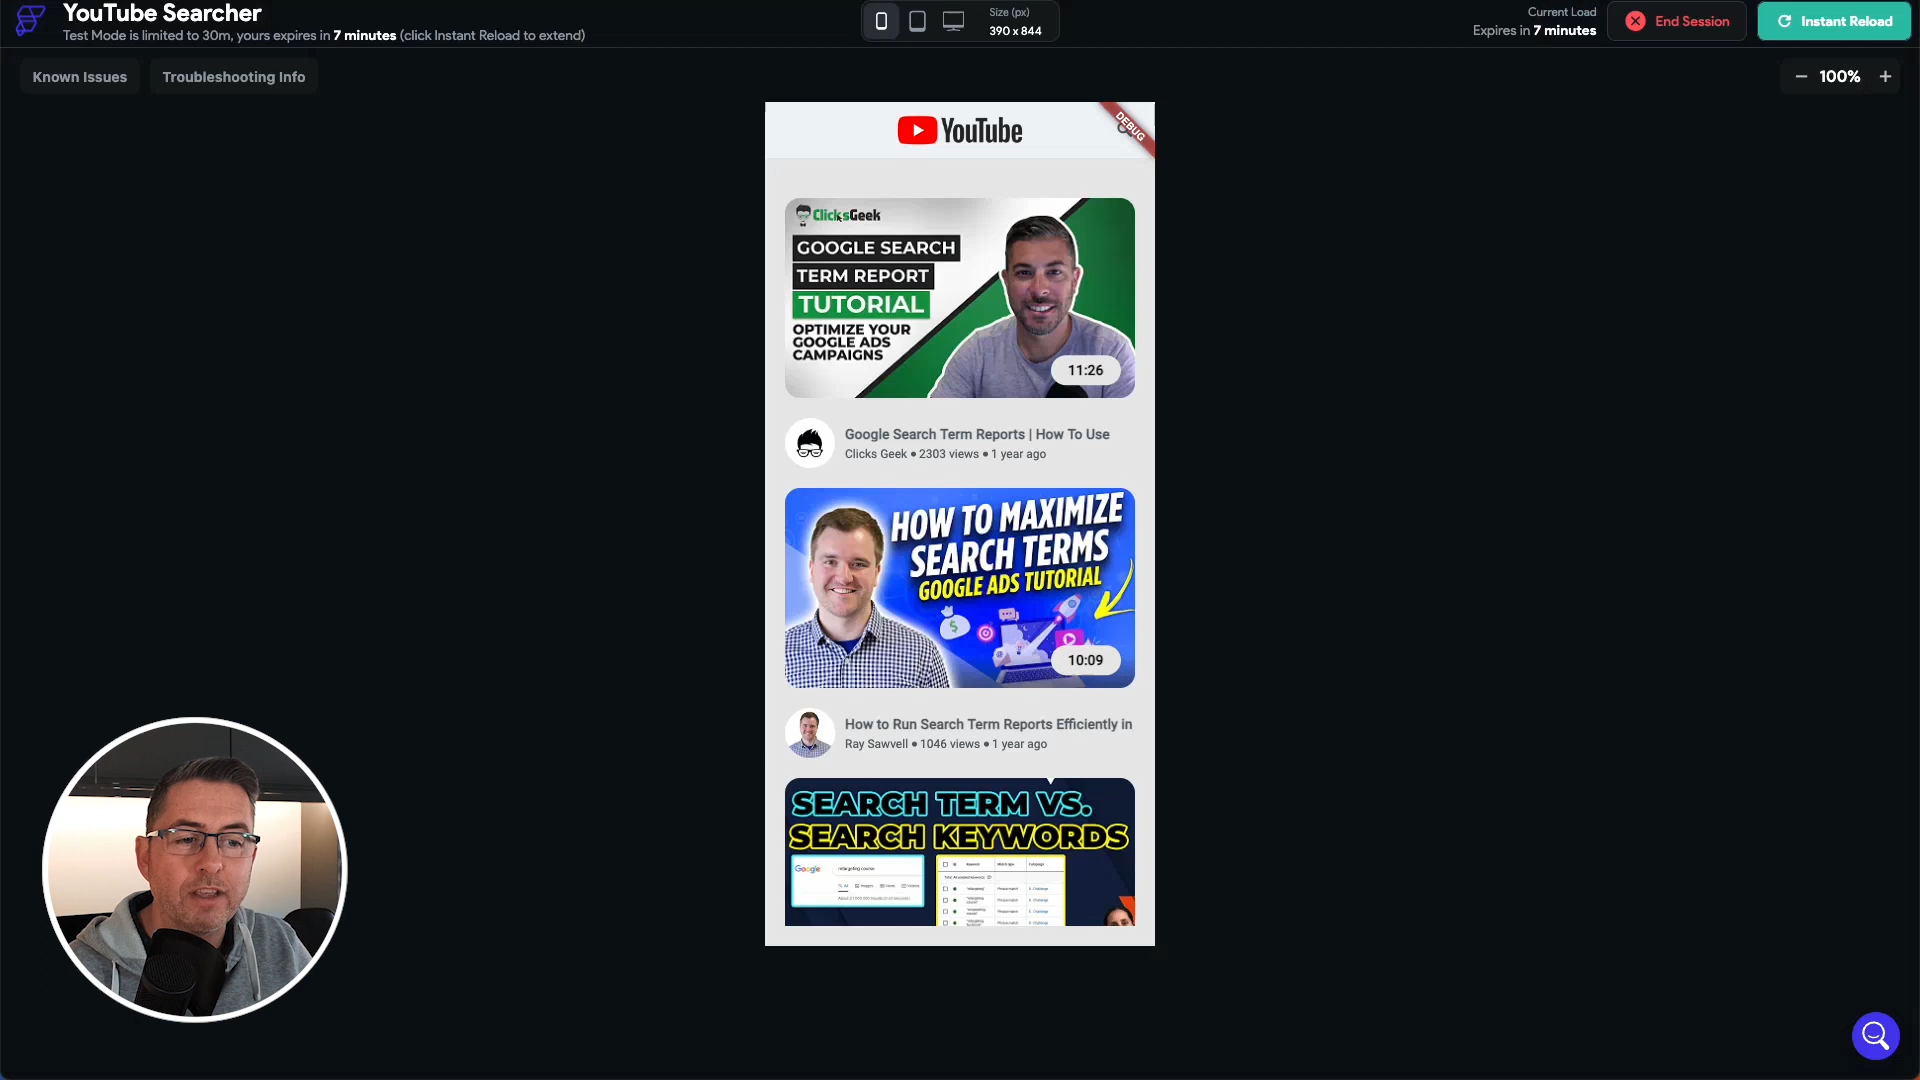 YouTube Searcher
Test Mode is limited to 30m, yours expires in 7 minutes (click Instant Reload to extend)
Size (px)
390 x 844
Current Load
Expires in 7 minutes
End Session
Instant Reload
Known Issues
Troubleshooting Info
100%
YouTube
DEBUG
ClicksGeek
GOOGLE SEARCH
TERM REPORT
TUTORIAL
OPTIMIZE YOUR
GOOGLE ADS
CAMPAIGNS
11:26
Google Search Term Reports | How To Use
Clicks Geek • 2303 views • 1 year ago
HOW TO MAXIMIZE
SEARCH TERMS
GOOGLE ADS TUTORIAL
10:09
How to Run Search Term Reports Efficiently in
Ray Sawvell • 1046 views • 1 year ago
SEARCH TERM VS.
SEARCH KEYWORDS
Google
retargeting course